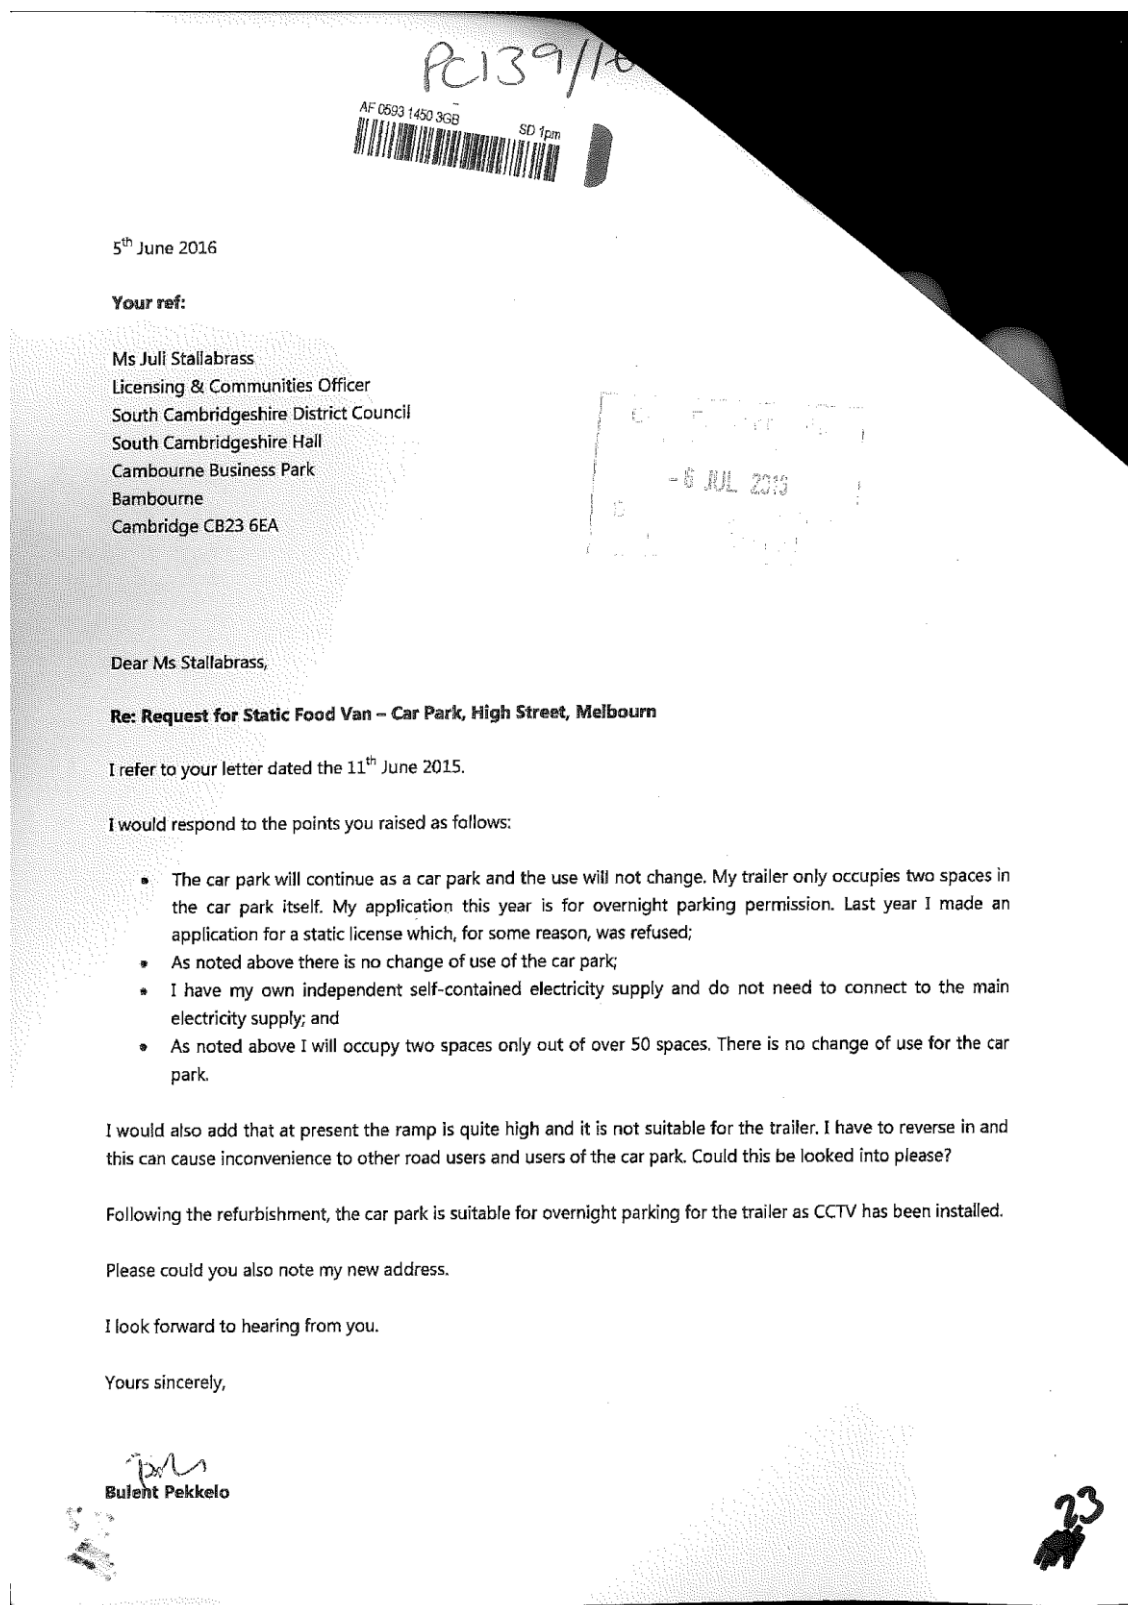 PC139/16
AF 0593 1450 3GB
SD 1pm
5th June 2016
Your ref:
Ms Juli Stallabrass
Licensing & Communities Officer
South Cambridgeshire District Council
South Cambridgeshire Hall
Cambourne Business Park
Bambourne
Cambridge CB23 6EA
- 6 JUL 2016
Dear Ms Stallabrass,
Re: Request for Static Food Van – Car Park, High Street, Melbourn
I refer to your letter dated the 11th June 2015.
I would respond to the points you raised as follows:
• The car park will continue as a car park and the use will not change. My trailer only occupies two spaces in
the car park itself. My application this year is for overnight parking permission. Last year I made an
application for a static license which, for some reason, was refused;
• As noted above there is no change of use of the car park;
• I have my own independent self-contained electricity supply and do not need to connect to the main
electricity supply; and
• As noted above I will occupy two spaces only out of over 50 spaces. There is no change of use for the car
park.
I would also add that at present the ramp is quite high and it is not suitable for the trailer. I have to reverse in and
this can cause inconvenience to other road users and users of the car park. Could this be looked into please?
Following the refurbishment, the car park is suitable for overnight parking for the trailer as CCTV has been installed.
Please could you also note my new address.
I look forward to hearing from you.
Yours sincerely,
Bulent Pekkelo
23